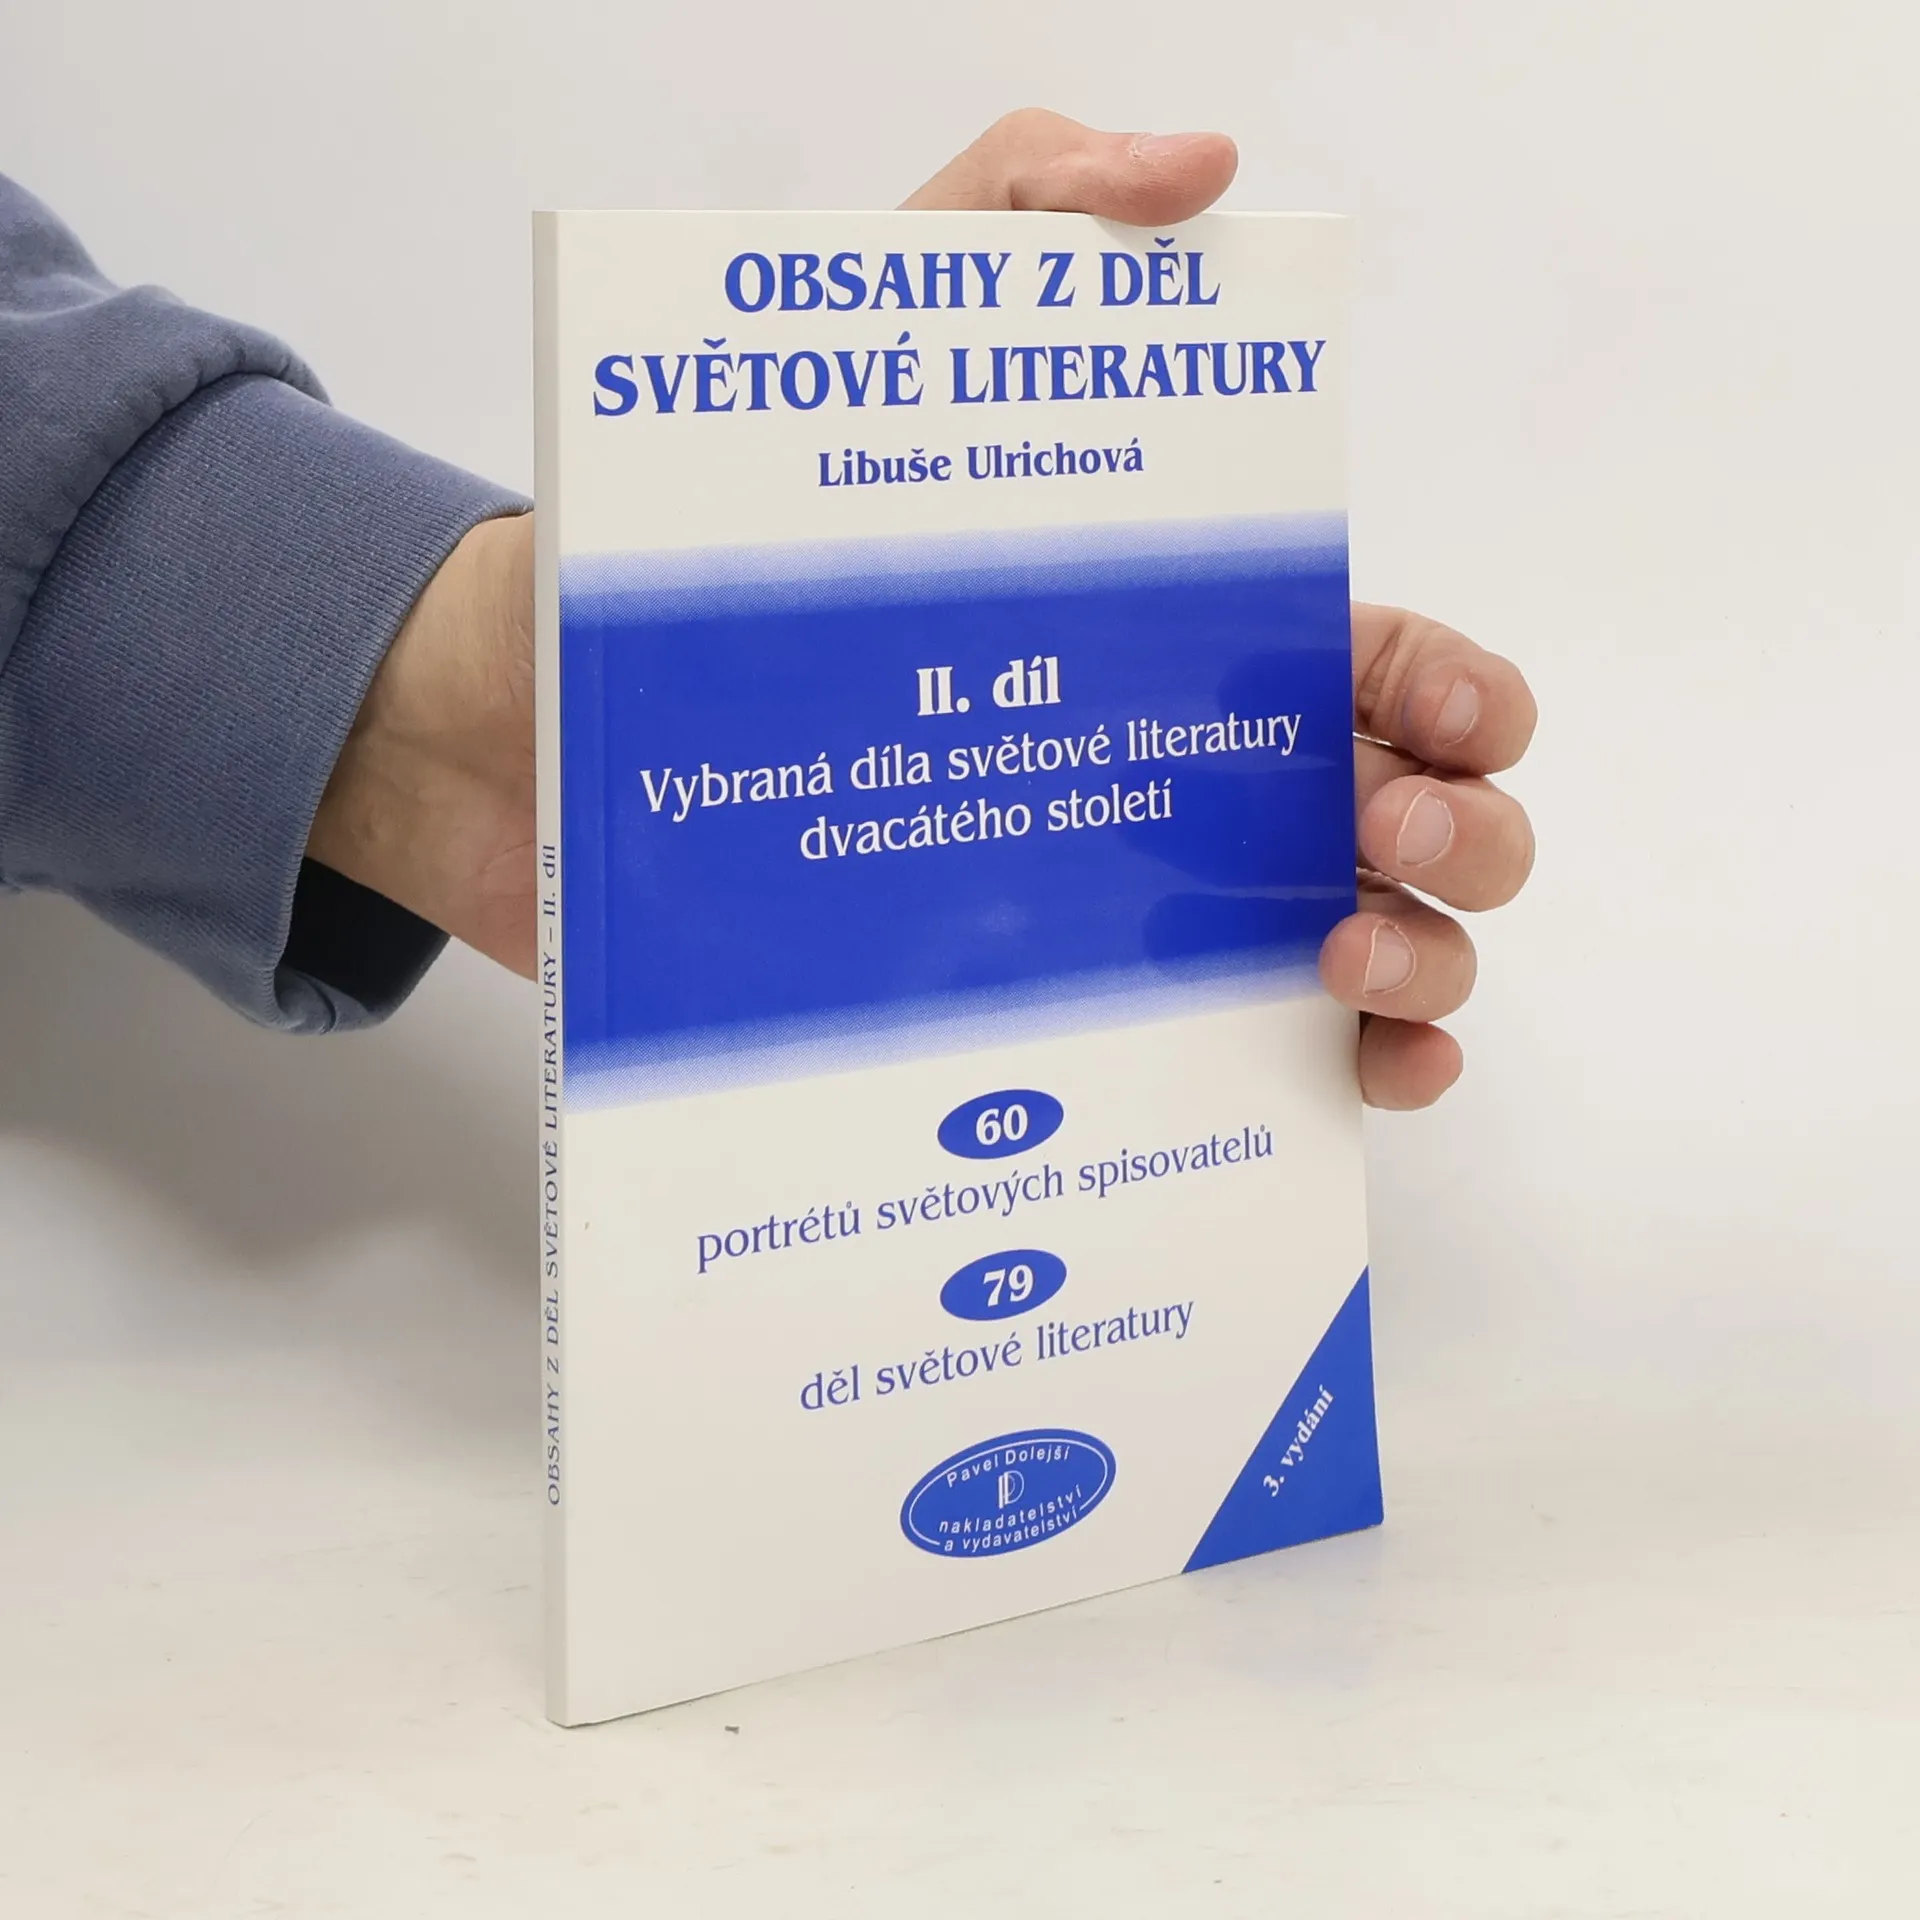 OBSAHY Z DĚL
SVĚTOVÉ LITERATURY
Libuše Ulrichová
II. díl
Vybraná díla světové literatury
dvacátého století
60
portrétů světových spisovatelů
79
děl světové literatury
Pavel Dolejší
nakladatelství
a vydavatelství
3. vydání
OBSAHY Z DĚL SVĚTOVÉ LITERATURY – II. díl